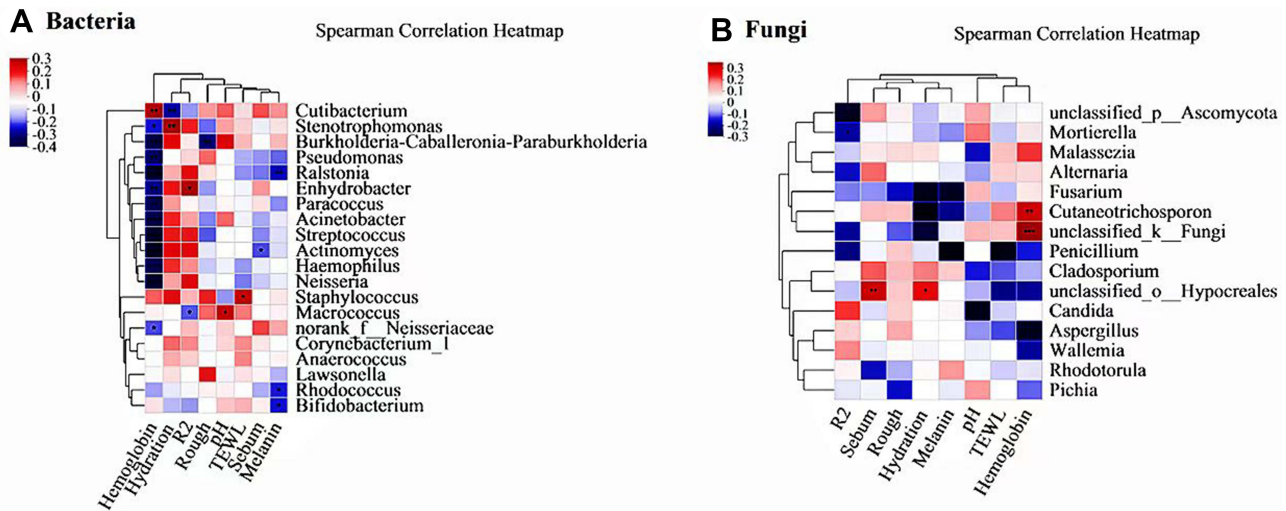 A Bacteria
Spearman Correlation Heatmap
0.3
0.2
0.1
0
-0.1
-0.2
-0.3
-0.4
Cutibacterium
Stenotrophomonas
Burkholderia-Caballeronia-Paraburkholderia
Pseudomonas
Ralstonia
Enhydrobacter
Paracoccus
Acinetobacter
Streptococcus
Actinomyces
Haemophilus
Neisseria
Staphylococcus
Macrococcus
norank_f__Neisseriaceae
Corynebacterium_1
Anaerococcus
Lawsonella
Rhodococcus
Bifidobacterium
Hemoglobin
Hydration
R2
Rough
pH
TEWL
Sebum
Melanin
B Fungi
Spearman Correlation Heatmap
0.3
0.2
0.1
0
-0.1
-0.2
-0.3
unclassified_p__Ascomycota
Mortierella
Malassezia
Alternaria
Fusarium
Cutaneotrichosporon
unclassified_k__Fungi
Penicillium
Cladosporium
unclassified_o__Hypocreales
Candida
Aspergillus
Wallemia
Rhodotorula
Pichia
R2
Sebum
Rough
Hydration
Melanin
pH
TEWL
Hemoglobin